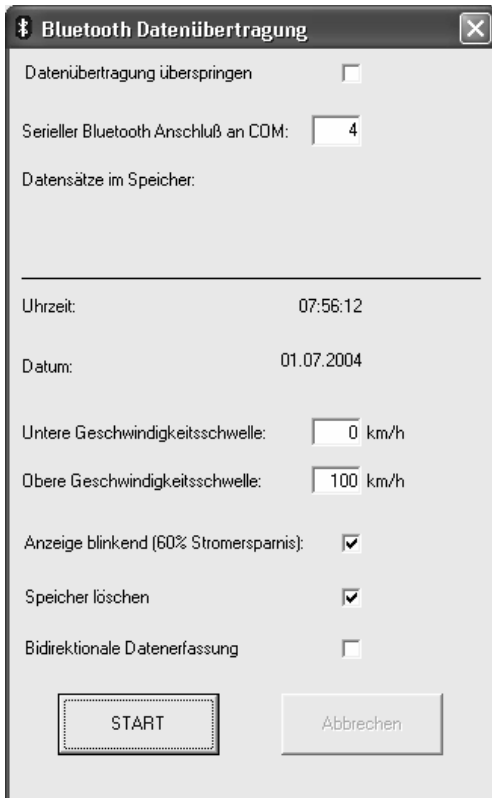 Bluetooth Datenübertragung
Datenübertragung überspringen
Serieller Bluetooth Anschluß an COM: 4
Datensätze im Speicher:
Uhrzeit: 07:56:12
Datum: 01.07.2004
Untere Geschwindigkeitsschwelle: 0 km/h
Obere Geschwindigkeitsschwelle: 100 km/h
Anzeige blinkend (60% Stromersparnis):
Speicher löschen
Bidirektionale Datenerfassung
START Abbrechen